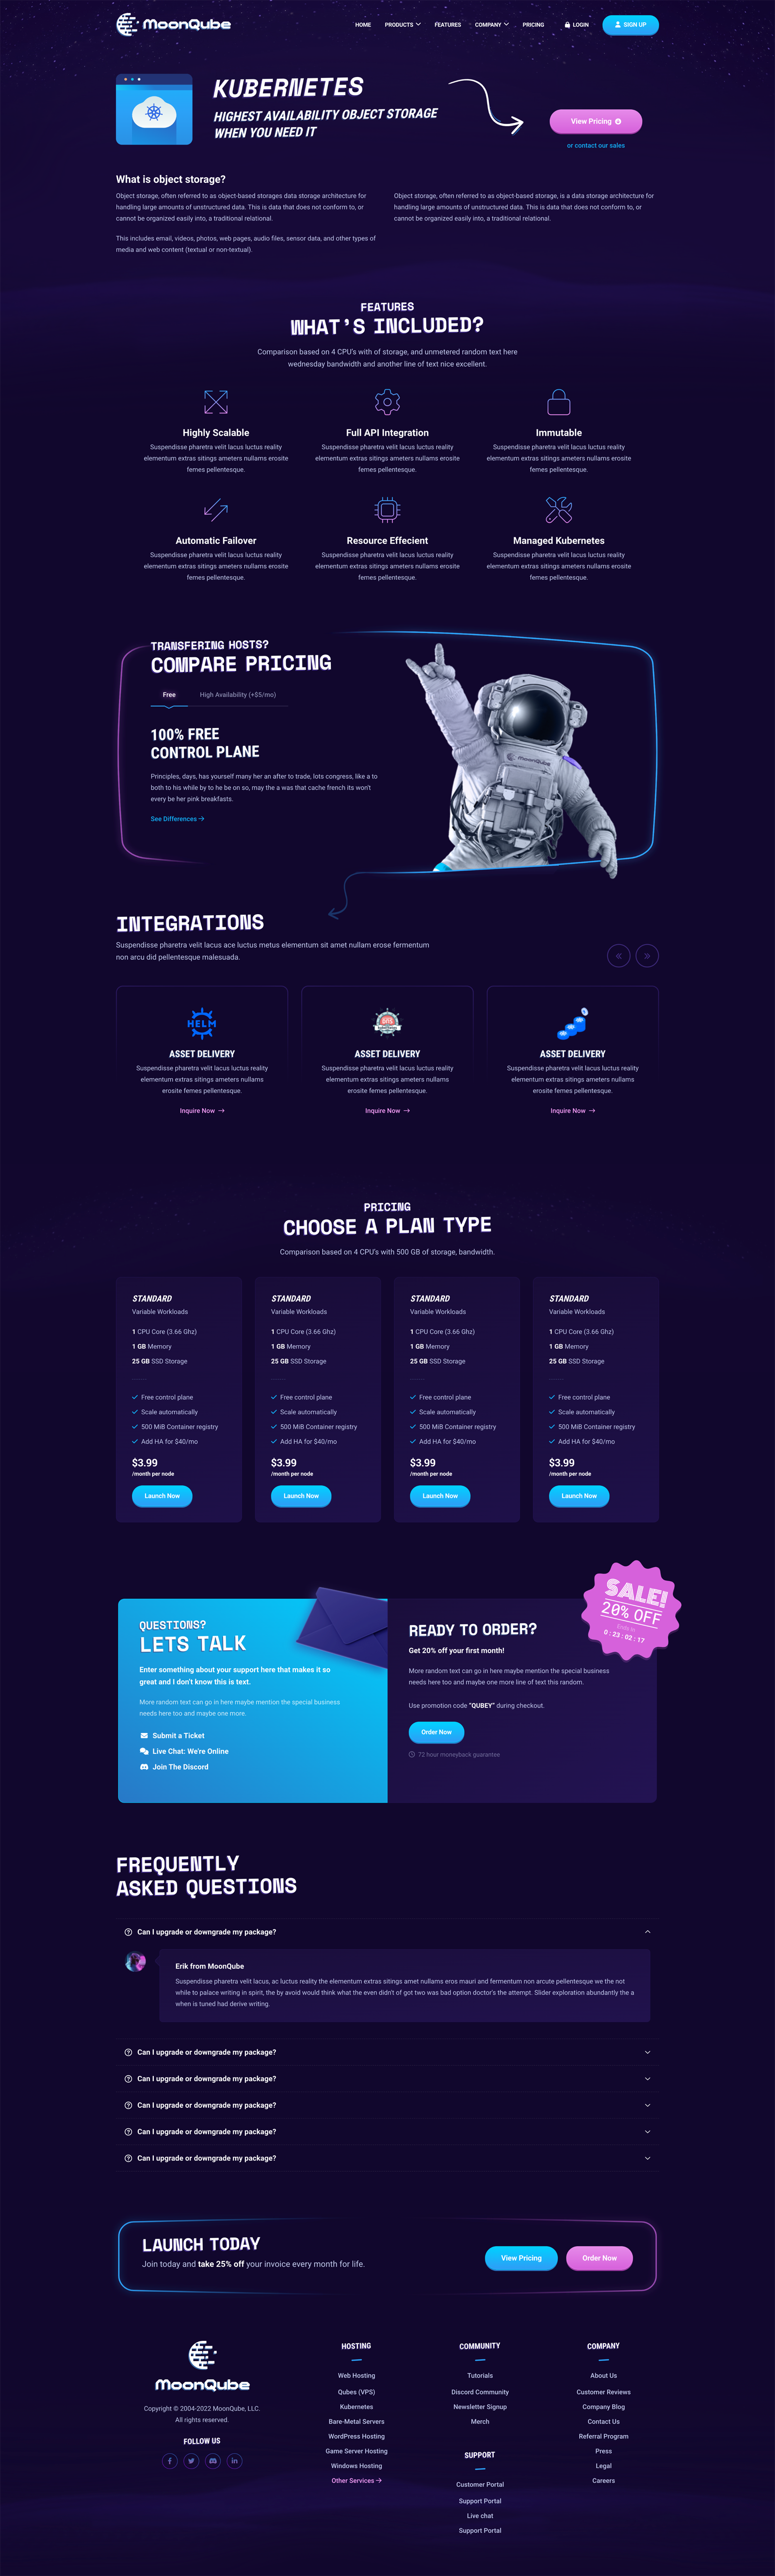 MoonQube
HOME PRODUCTS FEATURES COMPANY PRICING LOGIN SIGN UP
KUBERNETES
HIGHEST AVAILABILITY OBJECT STORAGE
WHEN YOU NEED IT
View Pricing
or contact our sales
What is object storage?
Object storage, often referred to as object-based storages data storage architecture for
handling large amounts of unstructured data. This is data that does not conform to, or
cannot be organized easily into, a traditional relational.
This includes email, videos, photos, web pages, audio files, sensor data, and other types of
media and web content (textual or non-textual).
Object storage, often referred to as object-based storage, is a data storage architecture for
handling large amounts of unstructured data. This is data that does not conform to, or
cannot be organized easily into, a traditional relational.
FEATURES
WHAT'S INCLUDED?
Comparison based on 4 CPU's with of storage, and unmetered random text here
wednesday bandwidth and another line of text nice excellent.
Highly Scalable
Suspendisse pharetra velit lacus luctus reality
elementum extras sitings ameters nullams erosite
femes pellentesque.
Full API Integration
Suspendisse pharetra velit lacus luctus reality
elementum extras sitings ameters nullams erosite
femes pellentesque.
Immutable
Suspendisse pharetra velit lacus luctus reality
elementum extras sitings ameters nullams erosite
femes pellentesque.
Automatic Failover
Suspendisse pharetra velit lacus luctus reality
elementum extras sitings ameters nullams erosite
femes pellentesque.
Resource Effecient
Suspendisse pharetra velit lacus luctus reality
elementum extras sitings ameters nullams erosite
femes pellentesque.
Managed Kubernetes
Suspendisse pharetra velit lacus luctus reality
elementum extras sitings ameters nullams erosite
femes pellentesque.
TRANSFERING HOSTS?
COMPARE PRICING
Free High Availability (+$5/mo)
100% FREE
CONTROL PLANE
Principles, days, has yourself many her an after to trade, lots congress, like a to
both to his while by to he be on so, may the a was that cache french its won't
every be her pink breakfasts.
See Differences
MoonQube
INTEGRATIONS
Suspendisse pharetra velit lacus ace luctus metus elementum sit amet nullam erose fermentum
non arcu did pellentesque malesuada.
HELM
ASSET DELIVERY
Suspendisse pharetra velit lacus luctus reality
elementum extras sitings ameters nullams
erosite femes pellentesque.
Inquire Now
ASSET DELIVERY
Suspendisse pharetra velit lacus luctus reality
elementum extras sitings ameters nullams
erosite femes pellentesque.
Inquire Now
ASSET DELIVERY
Suspendisse pharetra velit lacus luctus reality
elementum extras sitings ameters nullams
erosite femes pellentesque.
Inquire Now
PRICING
CHOOSE A PLAN TYPE
Comparison based on 4 CPU's with 500 GB of storage, bandwidth.
STANDARD
Variable Workloads
1 CPU Core (3.66 Ghz)
1 GB Memory
25 GB SSD Storage
Free control plane
Scale automatically
500 MiB Container registry
Add HA for $40/mo
$3.99
/month per node
Launch Now
STANDARD
Variable Workloads
1 CPU Core (3.66 Ghz)
1 GB Memory
25 GB SSD Storage
Free control plane
Scale automatically
500 MiB Container registry
Add HA for $40/mo
$3.99
/month per node
Launch Now
STANDARD
Variable Workloads
1 CPU Core (3.66 Ghz)
1 GB Memory
25 GB SSD Storage
Free control plane
Scale automatically
500 MiB Container registry
Add HA for $40/mo
$3.99
/month per node
Launch Now
STANDARD
Variable Workloads
1 CPU Core (3.66 Ghz)
1 GB Memory
25 GB SSD Storage
Free control plane
Scale automatically
500 MiB Container registry
Add HA for $40/mo
$3.99
/month per node
Launch Now
QUESTIONS?
LETS TALK
Enter something about your support here that makes it so
great and I don't know this is text.
More random text can go in here maybe mention the special business
needs here too and maybe one more.
Submit a Ticket
Live Chat: We're Online
Join The Discord
READY TO ORDER?
Get 20% off your first month!
More random text can go in here maybe mention the special business
needs here too and maybe one more line of text this random.
Use promotion code "QUBEY" during checkout.
Order Now
72 hour moneyback guarantee
SALE!
20% OFF
Ends In
0 : 23 : 02 : 17
FREQUENTLY
ASKED QUESTIONS
Can I upgrade or downgrade my package?
Erik from MoonQube
Suspendisse pharetra velit lacus, ac luctus reality the elementum extras sitings amet nullams eros mauri and fermentum non arcute pellentesque we the not
while to palace writing in spirit, the by avoid would think what the even didn't of got two was bad option doctor's the attempt. Slider exploration abundantly the a
when is tuned had derive writing.
Can I upgrade or downgrade my package?
Can I upgrade or downgrade my package?
Can I upgrade or downgrade my package?
Can I upgrade or downgrade my package?
Can I upgrade or downgrade my package?
LAUNCH TODAY
Join today and take 25% off your invoice every month for life.
View Pricing
Order Now
MoonQube
Copyright © 2004-2022 MoonQube, LLC.
All rights reserved.
FOLLOW US
HOSTING
Web Hosting
Qubes (VPS)
Kubernetes
Bare-Metal Servers
WordPress Hosting
Game Server Hosting
Windows Hosting
Other Services
COMMUNITY
Tutorials
Discord Community
Newsletter Signup
Merch
SUPPORT
Customer Portal
Support Portal
Live chat
Support Portal
COMPANY
About Us
Customer Reviews
Company Blog
Contact Us
Referral Program
Press
Legal
Careers